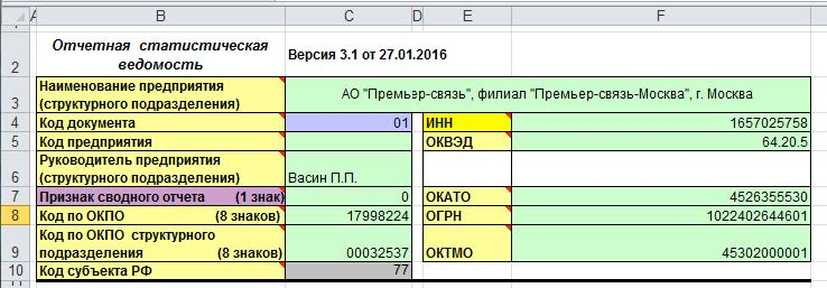 A B C D E F
2 Отчетная статистическая
ведомость Версия 3.1 от 27.01.2016
3 Наименование предприятия
(структурного подразделения) АО "Премьер-связь", филиал "Премьер-связь-Москва", г. Москва
4 Код документа 01 ИНН 1657025758
5 Код предприятия ОКВЭД 64.20.5
6 Руководитель предприятия
(структурного подразделения) Васин П.П.
7 Признак сводного отчета (1 знак) 0 ОКАТО 4526355530
8 Код по ОКПО (8 знаков) 17998224 ОГРН 1022402644601
9 Код по ОКПО структурного
подразделения (8 знаков) 00032537 ОКТМО 45302000001
10 Код субъекта РФ 77